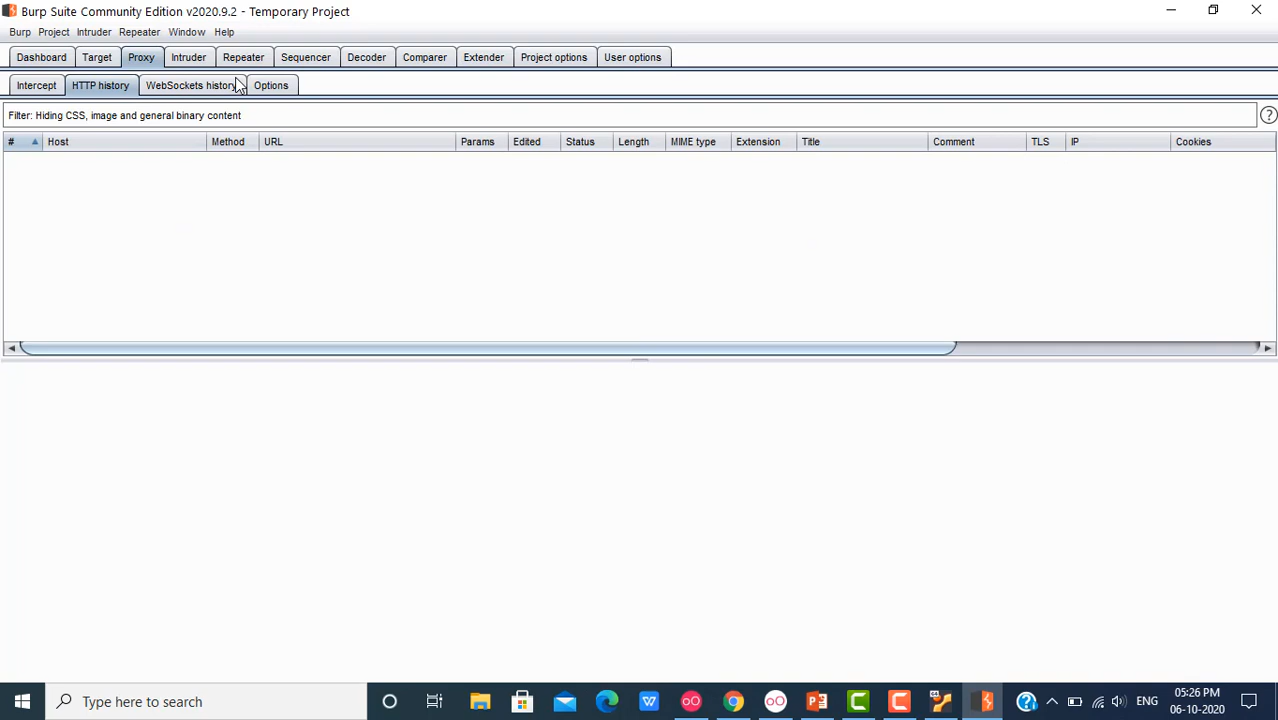 Burp Suite Community Edition v2020.9.2 - Temporary Project
Burp Project Intruder Repeater Window Help
Dashboard Target Proxy Intruder Repeater Sequencer Decoder Comparer Extender Project options User options
Intercept HTTP history WebSockets history Options
Filter: Hiding CSS, image and general binary content ?
# Host Method URL Params Edited Status Length MIME type Extension Title Comment TLS IP Cookies
Type here to search
ENG
05:26 PM
06-10-2020